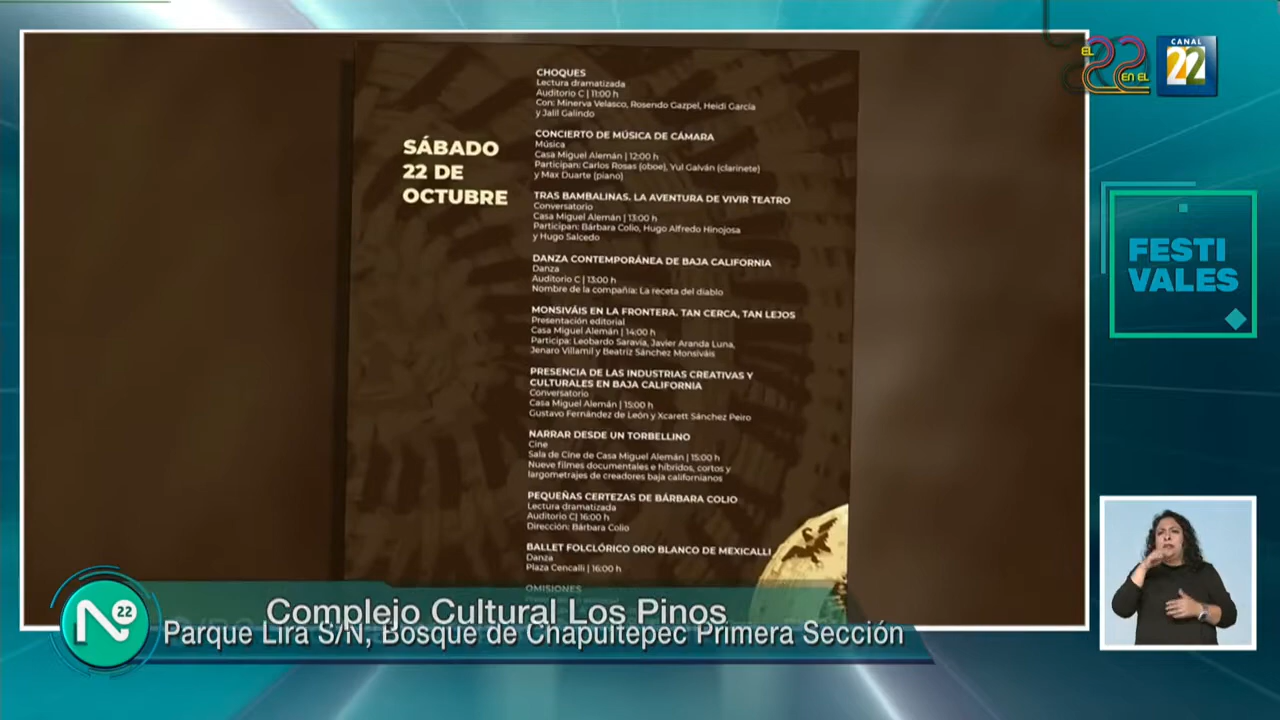 SÁBADO
22 DE
OCTUBRE
CHOQUES
Lectura dramatizada
Auditorio C | 11:00 h
Con: Minerva Velasco, Rosendo Gazpel, Heidi García
y Jalil Galindo
CONCIERTO DE MÚSICA DE CÁMARA
Música
Casa Miguel Alemán | 12:00 h
Participan: Carlos Rosas (oboe), Yul Galván (clarinete)
y Max Duarte (piano)
TRAS BAMBALINAS. LA AVENTURA DE VIVIR TEATRO
Conversatorio
Casa Miguel Alemán | 13:00 h
Participan: Bárbara Colio, Hugo Alfredo Hinojosa
y Hugo Salcedo
DANZA CONTEMPORÁNEA DE BAJA CALIFORNIA
Danza
Auditorio C | 13:00 h
Nombre de la compañía: La receta del diablo
MONSIVÁIS EN LA FRONTERA. TAN CERCA, TAN LEJOS
Presentación editorial
Casa Miguel Alemán | 14:00 h
Participa: Leobardo Saravia, Javier Aranda Luna,
Jenaro Villamil y Beatriz Sánchez Monsiváis
PRESENCIA DE LAS INDUSTRIAS CREATIVAS Y
CULTURALES EN BAJA CALIFORNIA
Conversatorio
Casa Miguel Alemán | 15:00 h
Gustavo Fernández de León y Xcarett Sánchez Peiro
NARRAR DESDE UN TORBELLINO
Cine
Sala de Cine de Casa Miguel Alemán | 15:00 h
Nueve filmes documentales e híbridos, cortos y
largometrajes de creadores baja californianos
PEQUEÑAS CERTEZAS DE BÁRBARA COLIO
Lectura dramatizada
Auditorio C| 16:00 h
Dirección: Bárbara Colio
BALLET FOLCLÓRICO ORO BLANCO DE MEXICALLI
Danza
Plaza Cencalli | 16:00 h
OMISIONES
EL 22 EN EL
CANAL
22
FESTI
VALES
N 22
Complejo Cultural Los Pinos
Parque Lira S/N, Bosque de Chapultepec Primera Sección